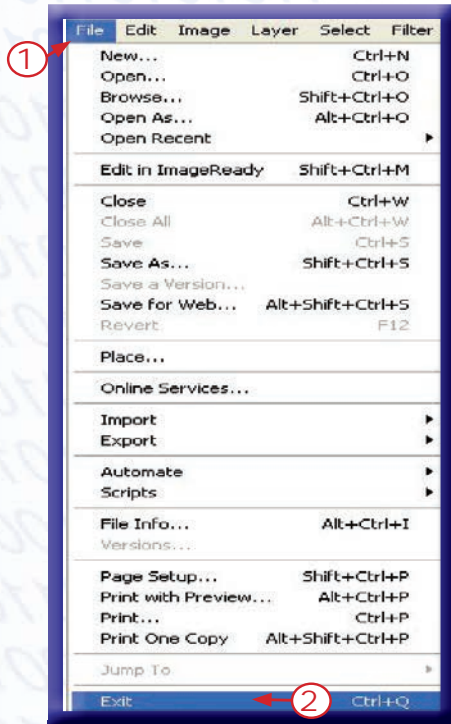 File Edit Image Layer Select Filter
1
New... Ctrl+N
Open... Ctrl+O
Browse... Shift+Ctrl+O
Open As... Alt+Ctrl+O
Open Recent
Edit in ImageReady Shift+Ctrl+M
Close Ctrl+W
Close All Alt+Ctrl+W
Save Ctrl+S
Save As... Shift+Ctrl+S
Save a Version...
Save for Web... Alt+Shift+Ctrl+S
Revert F12
Place...
Online Services...
Import
Export
Automate
Scripts
File Info... Alt+Ctrl+I
Versions...
Page Setup... Shift+Ctrl+P
Print with Preview... Alt+Ctrl+P
Print... Ctrl+P
Print One Copy Alt+Shift+Ctrl+P
Jump To
Exit 2 Ctrl+Q